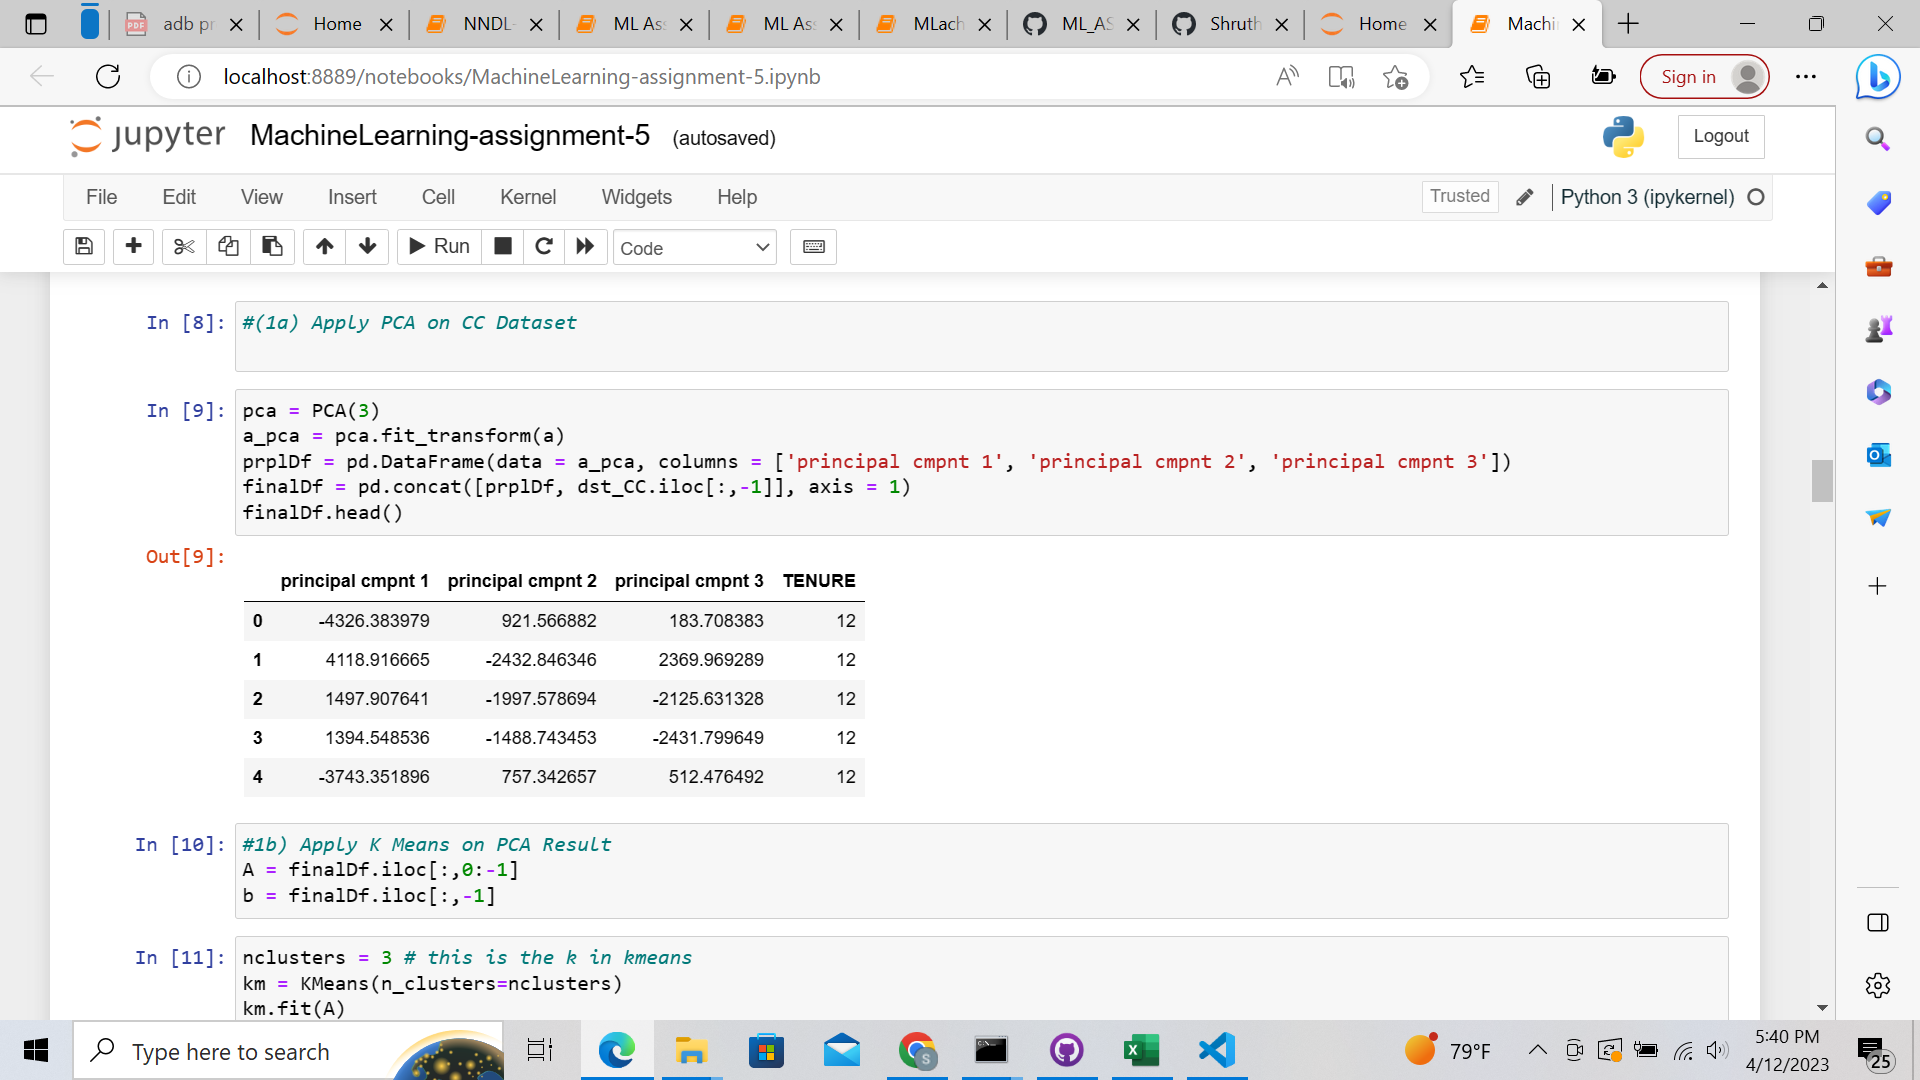 adb pr
Home
NNDL-
ML Ass
ML Ass
MLach
ML_AS
Shruth
Home
Machi
localhost:8889/notebooks/MachineLearning-assignment-5.ipynb
Sign in
jupyter MachineLearning-assignment-5 (autosaved)
Logout
File Edit View Insert Cell Kernel Widgets Help
Trusted
Python 3 (ipykernel)
Run
Code
In [8]: #(1a) Apply PCA on CC Dataset
In [9]: pca = PCA(3)
a_pca = pca.fit_transform(a)
prplDf = pd.DataFrame(data = a_pca, columns = ['principal cmpnt 1', 'principal cmpnt 2', 'principal cmpnt 3'])
finalDf = pd.concat([prplDf, dst_CC.iloc[:,-1]], axis = 1)
finalDf.head()
Out[9]:
principal cmpnt 1 principal cmpnt 2 principal cmpnt 3 TENURE
0 -4326.383979 921.566882 183.708383 12
1 4118.916665 -2432.846346 2369.969289 12
2 1497.907641 -1997.578694 -2125.631328 12
3 1394.548536 -1488.743453 -2431.799649 12
4 -3743.351896 757.342657 512.476492 12
In [10]: #1b) Apply K Means on PCA Result
A = finalDf.iloc[:,0:-1]
b = finalDf.iloc[:,-1]
In [11]: nclusters = 3 # this is the k in kmeans
km = KMeans(n_clusters=nclusters)
km.fit(A)
Type here to search
79°F
5:40 PM
4/12/2023
25